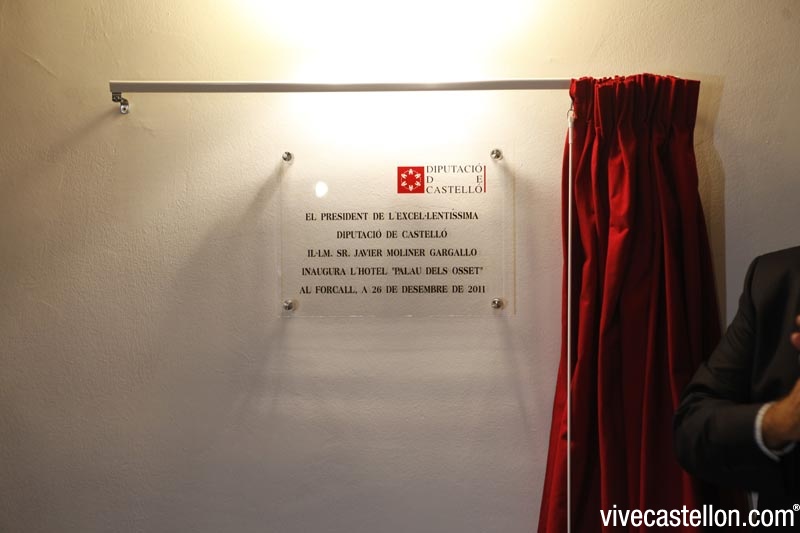 DIPUTACIÓ
D E
CASTELLÓ
EL PRESIDENT DE L'EXCEL·LENTÍSSIMA
DIPUTACIÓ DE CASTELLÓ
IL·LM. SR. JAVIER MOLINER GARGALLO
INAUGURA L'HOTEL "PALAU DELS OSSET"
AL FORCALL, A 26 DE DESEMBRE DE 2011
vivecastellon.com®